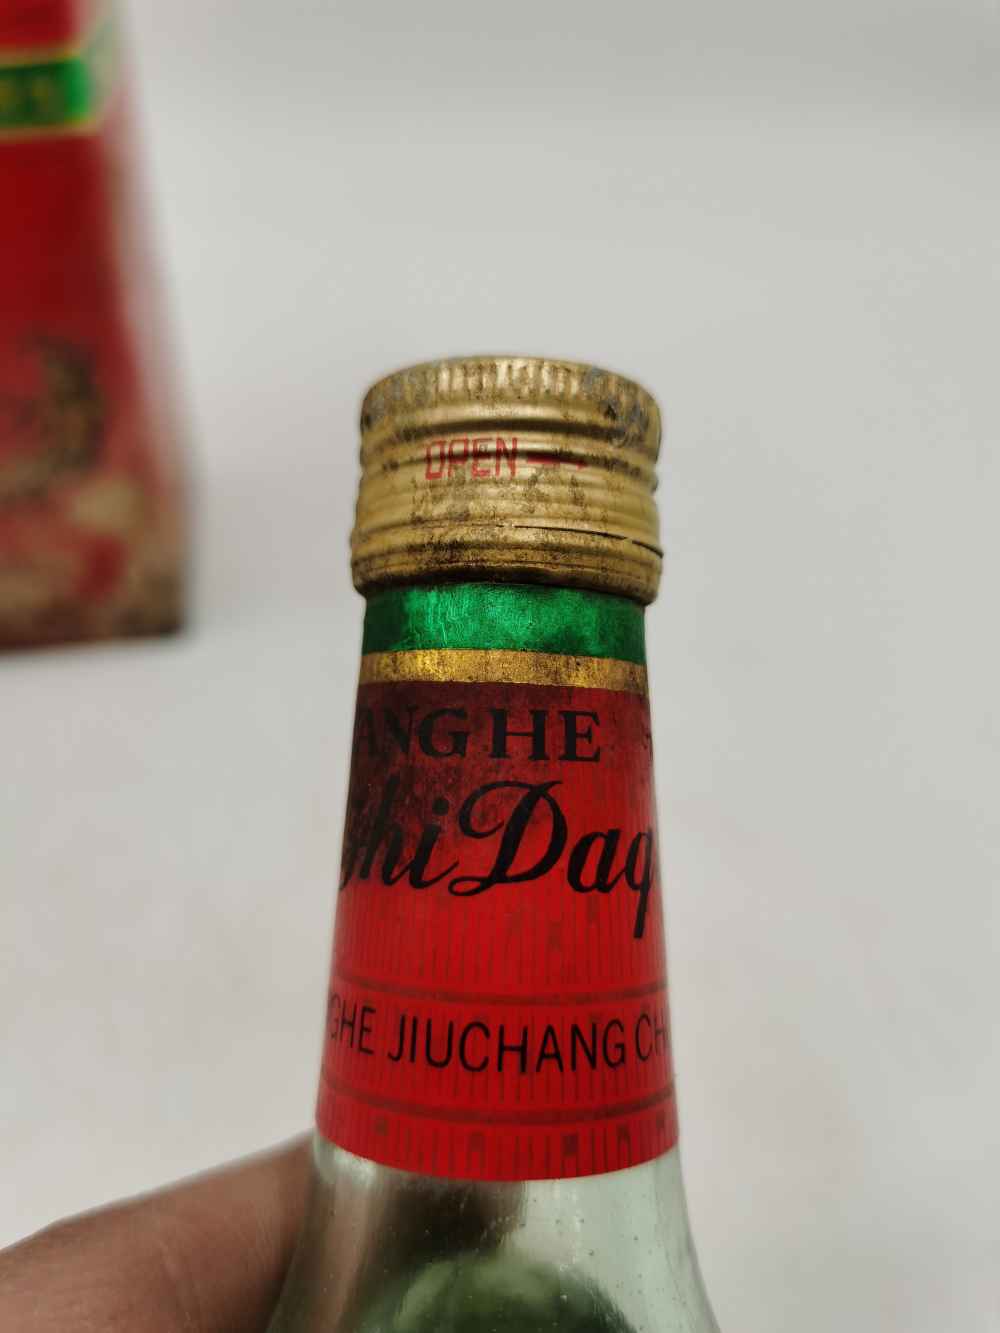 OPEN →
ANGHE
hi Daq
GHE JIUCHANG CH